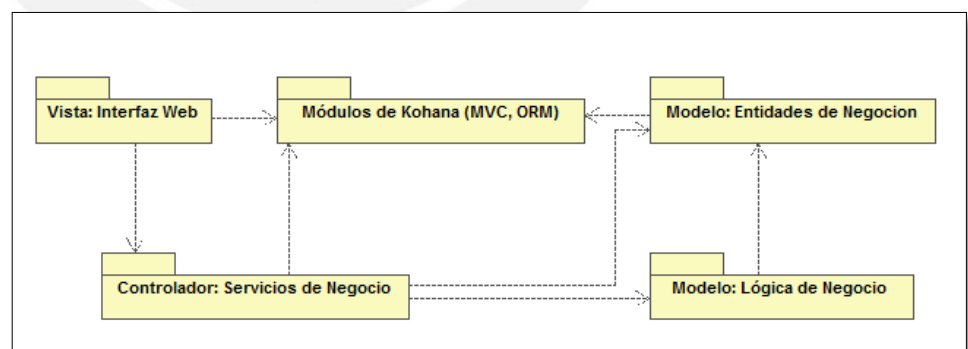 Vista: Interfaz Web
Módulos de Kohana (MVC, ORM)
Modelo: Entidades de Negocion
Controlador: Servicios de Negocio
Modelo: Lógica de Negocio